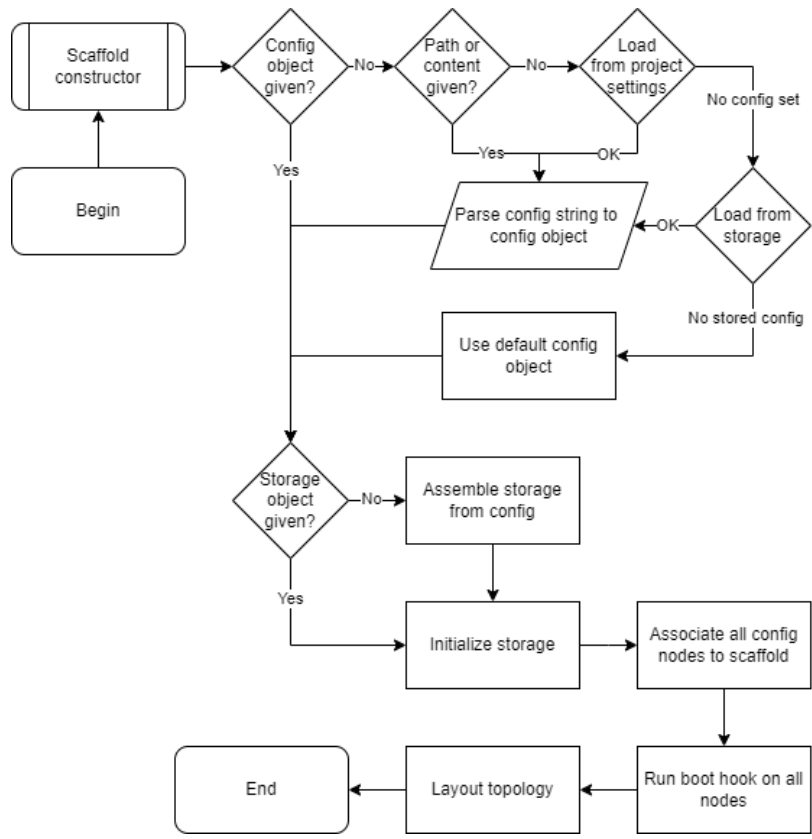 Scaffold
constructor
Config
object
given?
No
Path or
content
given?
No
Load
from project
settings
No config set
Begin
Yes
Yes
OK
Parse config string to
config object
OK
Load from
storage
No stored config
Use default config
object
Storage
object
given?
No
Assemble storage
from config
Yes
Initialize storage
Associate all config
nodes to scaffold
End
Layout topology
Run boot hook on all
nodes